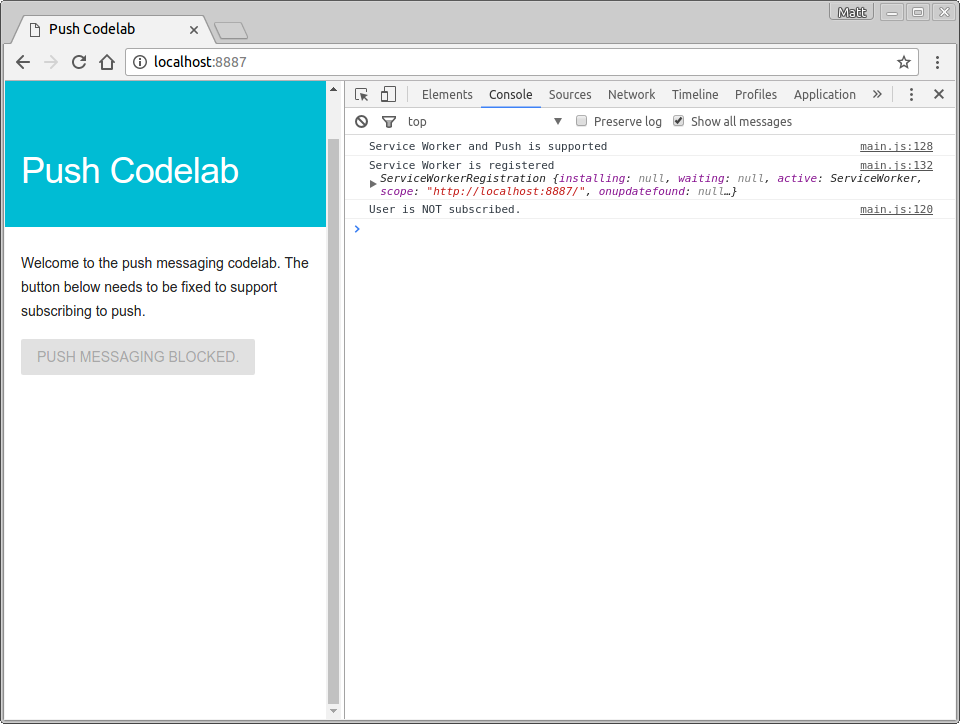 Matt
Push Codelab
localhost:8887
Push Codelab
Welcome to the push messaging codelab. The
button below needs to be fixed to support
subscribing to push.
PUSH MESSAGING BLOCKED.
Elements Console Sources Network Timeline Profiles Application »
top Preserve log Show all messages
Service Worker and Push is supported main.js:128
Service Worker is registered main.js:132
ServiceWorkerRegistration {installing: null, waiting: null, active: ServiceWorker,
scope: "http://localhost:8887/", onupdatefound: null…}
User is NOT subscribed. main.js:120